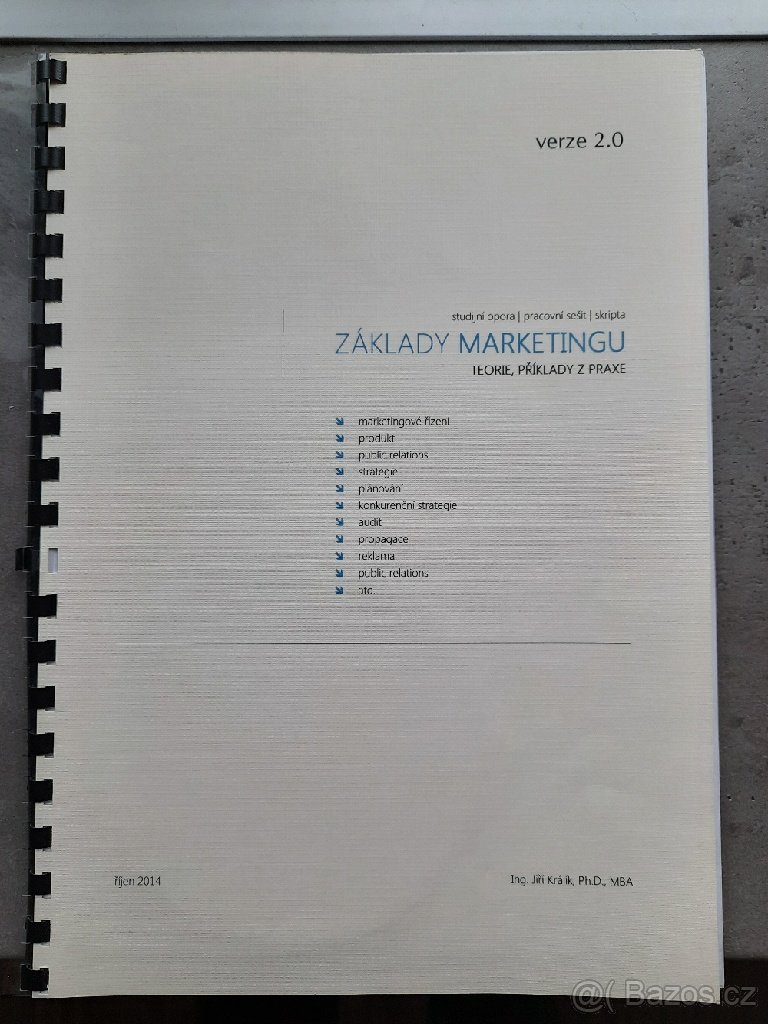 verze 2.0
studijní opora | pracovní sešit | skripta
ZÁKLADY MARKETINGU
TEORIE, PŘÍKLADY Z PRAXE
marketingové řízení
produkt
public relations
strategie
plánování
konkurenční strategie
audit
propagace
reklama
public relations
atd.
říjen 2014
Ing. Jiří Králík, Ph.D., MBA
@( Bazos.cz